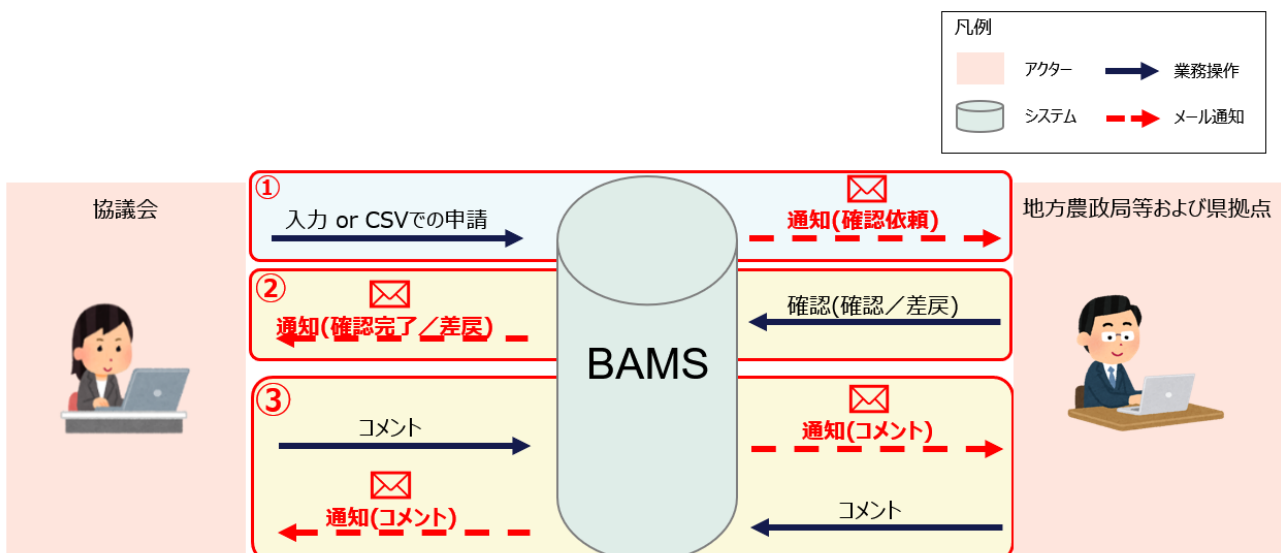 凡例
アクター
業務操作
システム
メール通知
協議会
地方農政局等および県拠点
①
入力 or CSVでの申請
通知(確認依頼)
②
通知(確認完了／差戻)
確認(確認／差戻)
BAMS
③
コメント
通知(コメント)
通知(コメント)
コメント